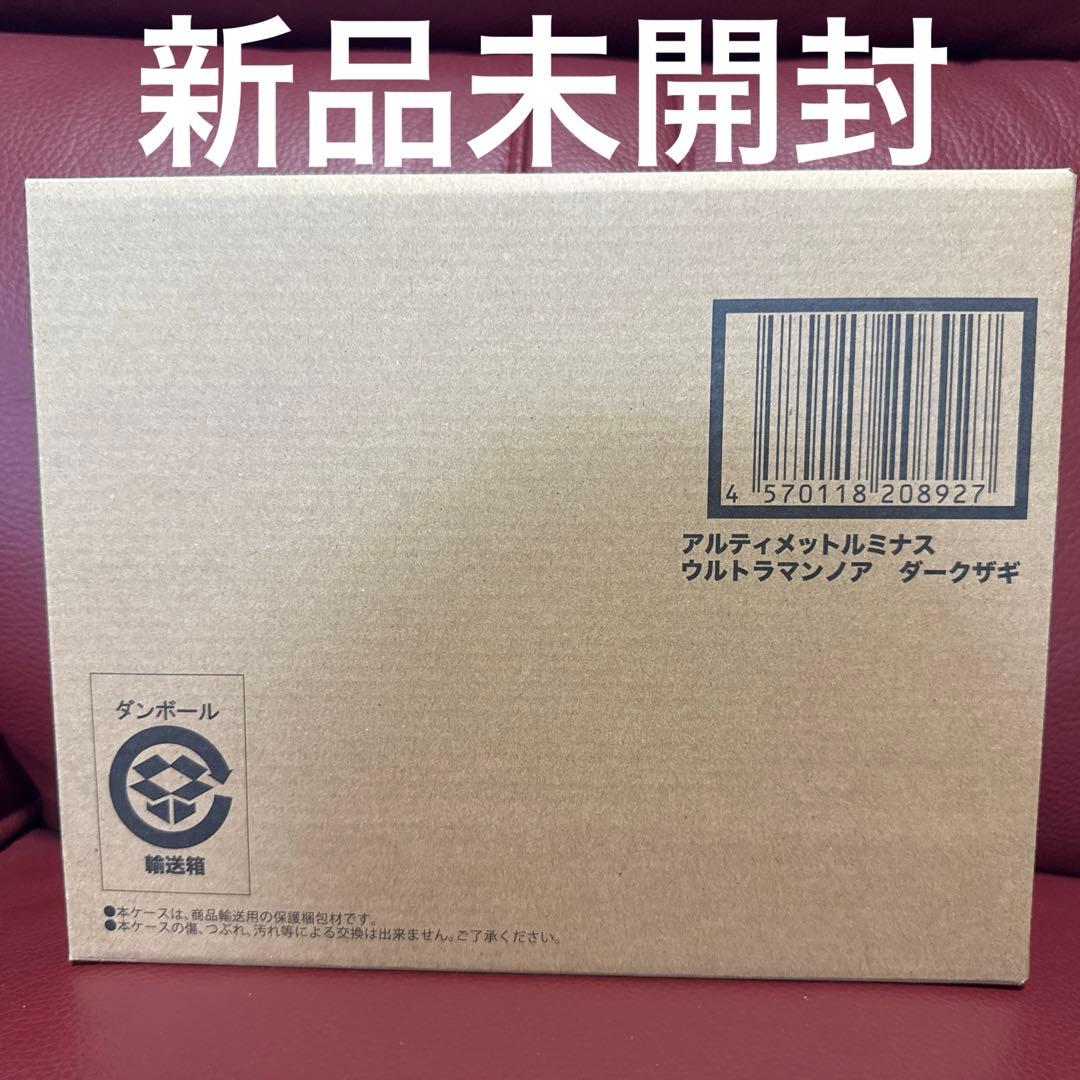 新品未開封
4 570118 208927
アルティメットルミナス
ウルトラマンノア　ダークザギ
ダンボール
輸送箱
●本ケースは、商品輸送用の保護梱包材です。
●本ケースの傷、つぶれ、汚れ等による交換は出来ません。ご了承ください。